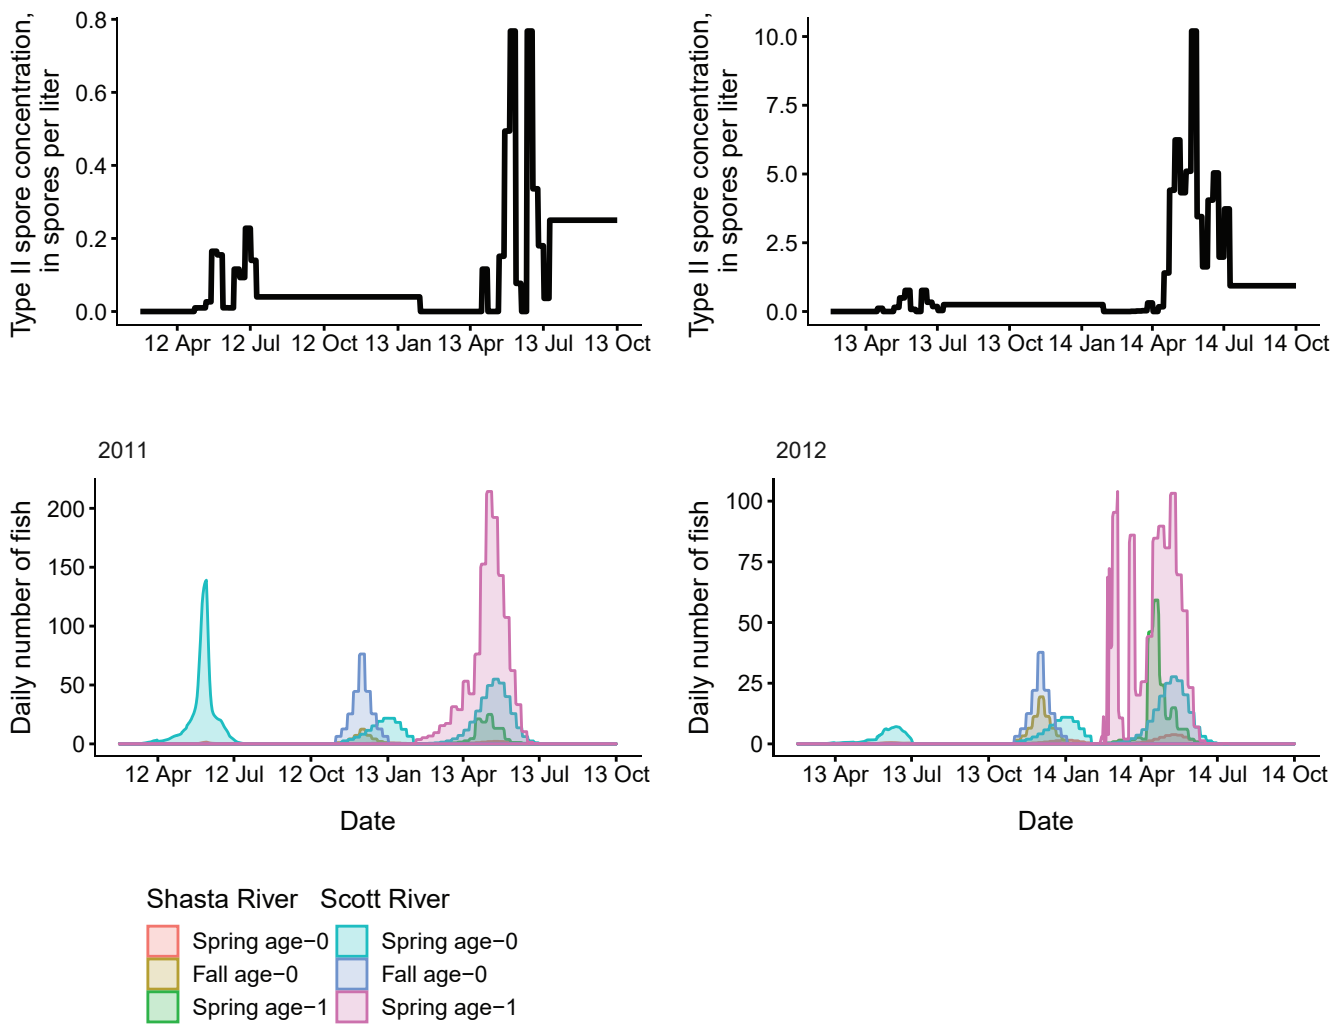 Type II spore concentration,
in spores per liter
0.8
0.6
0.4
0.2
0.0
12 Apr 12 Jul 12 Oct 13 Jan 13 Apr 13 Jul 13 Oct
Type II spore concentration,
in spores per liter
10.0
7.5
5.0
2.5
0.0
13 Apr 13 Jul 13 Oct 14 Jan 14 Apr 14 Jul 14 Oct
2011
Daily number of fish
200
150
100
50
0
12 Apr 12 Jul 12 Oct 13 Jan 13 Apr 13 Jul 13 Oct
Date
2012
Daily number of fish
100
75
50
25
0
13 Apr 13 Jul 13 Oct 14 Jan 14 Apr 14 Jul 14 Oct
Date
Shasta River Scott River
Spring age−0 Spring age−0
Fall age−0 Fall age−0
Spring age−1 Spring age−1